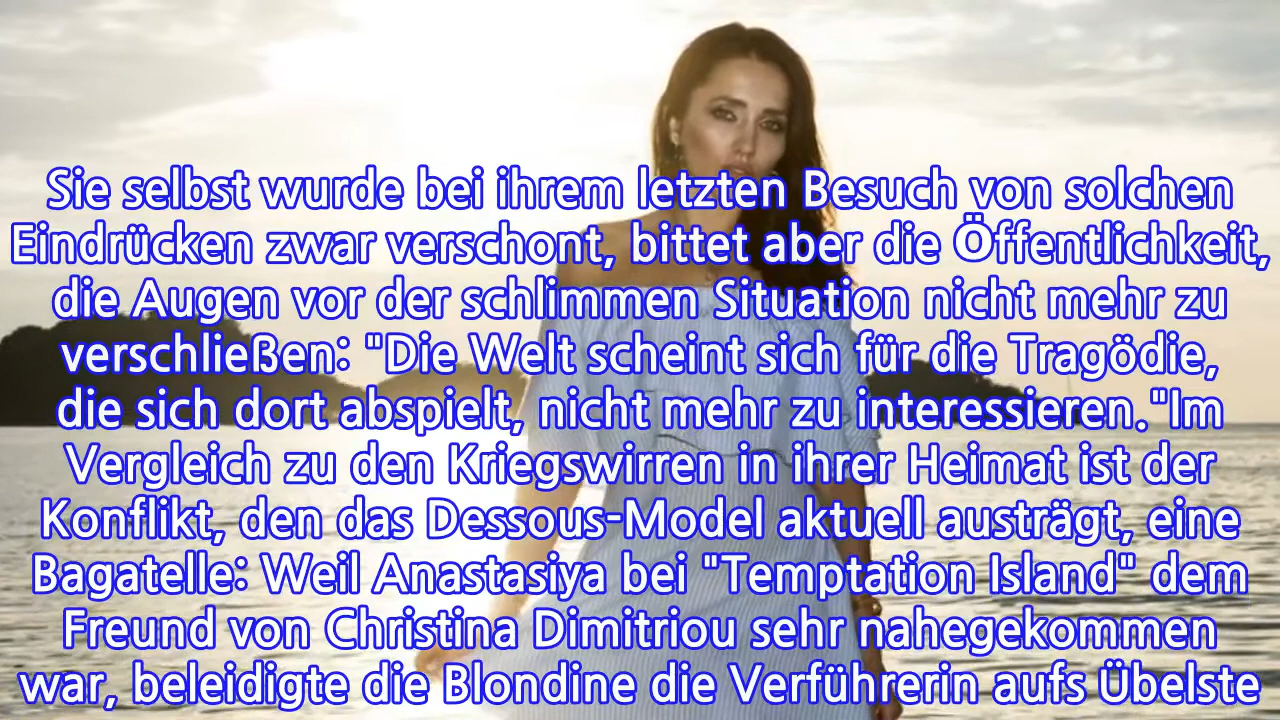 Sie selbst wurde bei ihrem letzten Besuch von solchen
Eindrücken zwar verschont, bittet aber die Öffentlichkeit,
die Augen vor der schlimmen Situation nicht mehr zu
verschließen: "Die Welt scheint sich für die Tragödie,
die sich dort abspielt, nicht mehr zu interessieren."Im
Vergleich zu den Kriegswirren in ihrer Heimat ist der
Konflikt, den das Dessous-Model aktuell austrägt, eine
Bagatelle: Weil Anastasiya bei "Temptation Island" dem
Freund von Christina Dimitriou sehr nahegekommen
war, beleidigte die Blondine die Verführerin aufs Übelste